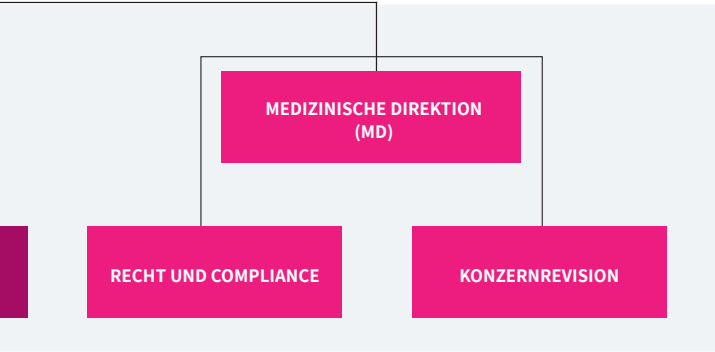 MEDIZINISCHE DIREKTION
(MD)
RECHT UND COMPLIANCE
KONZERNREVISION